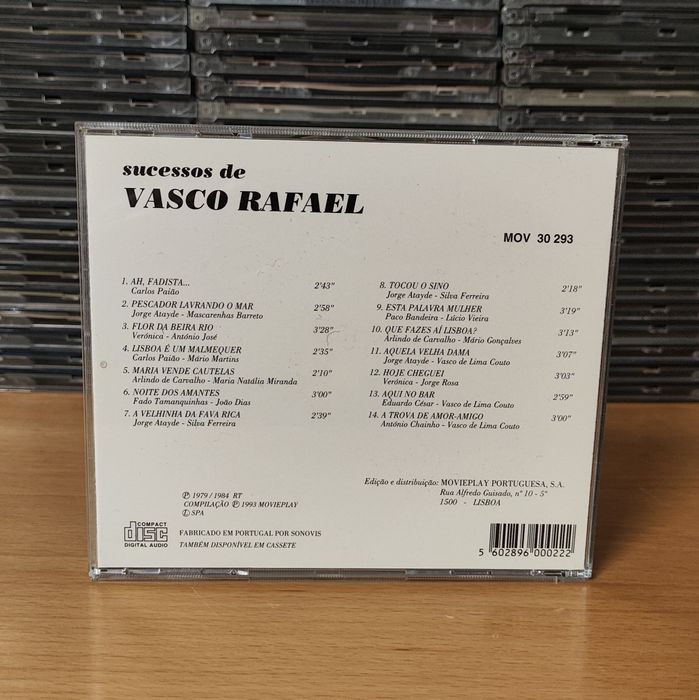 sucessos de
VASCO RAFAEL
MOV 30 293
1. AH, FADISTA... 2'43"
Carlos Paião
2. PESCADOR LAVRANDO O MAR 2'58"
Jorge Atayde - Mascarenhas Barreto
3. FLOR DA BEIRA RIO 3'28"
Verónica - António José
4. LISBOA É UM MALMEQUER 2'35"
Carlos Paião - Mário Martins
5. MARIA VENDE CAUTELAS 2'10"
Arlindo de Carvalho - Maria Natália Miranda
6. NOITE DOS AMANTES 3'00"
Fado Tamanquinhas - João Dias
7. A VELHINHA DA FAVA RICA 2'39"
Jorge Atayde - Silva Ferreira
8. TOCOU O SINO 2'18"
Jorge Atayde - Silva Ferreira
9. ESTA PALAVRA MULHER 3'19"
Paco Bandeira - Lúcio Vieira
10. QUE FAZES AÍ LISBOA? 3'13"
Arlindo de Carvalho - Mário Gonçalves
11. AQUELA VELHA DAMA 3'07"
Jorge Atayde - Vasco de Lima Couto
12. HOJE CHEGUEI 3'03"
Verónica - Jorge Rosa
13. AQUI NO BAR 2'59"
Eduardo César - Vasco de Lima Couto
14. A TROVA DE AMOR-AMIGO 3'00"
António Chainho - Vasco de Lima Couto
Edição e distribuição: MOVIEPLAY PORTUGUESA, S.A.
Rua Alfredo Guisado, nº 10 - 5º
1500 - LISBOA
℗ 1979 / 1984 RT
COMPILAÇÃO ℗ 1993 MOVIEPLAY
Ⓛ SPA
COMPACT
disc
DIGITAL AUDIO
FABRICADO EM PORTUGAL POR SONOVIS
TAMBÉM DISPONÍVEL EM CASSETE
5 602896 000222